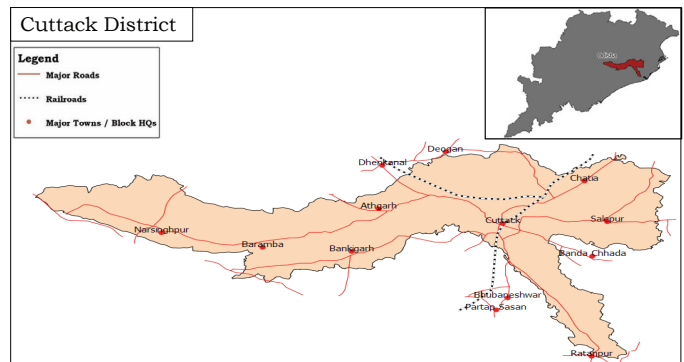 Cuttack District
Legend
Major Roads
Railroads
Major Towns / Block HQs
Deogan
Dhenkanal
Chatia
Athgarh
Cuttack
Salepur
Narsinghpur
Baramba
Bankigarh
Banda Chhada
Bhubaneshwar
Partap Sasan
Ratanpur